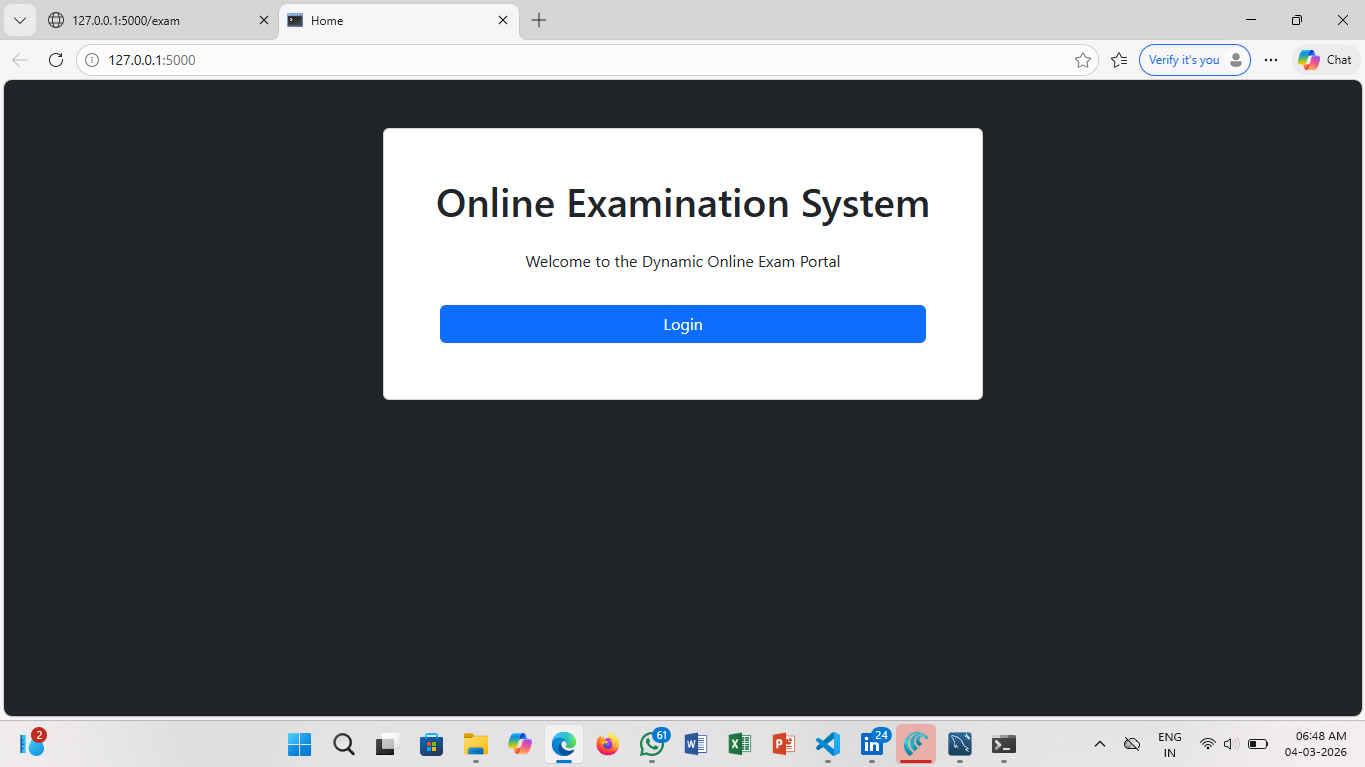 127.0.0.1:5000/exam
Home
127.0.0.1:5000
Verify it's you
Chat
Online Examination System
Welcome to the Dynamic Online Exam Portal
Login
2
61
24
ENG
IN
06:48 AM
04-03-2026